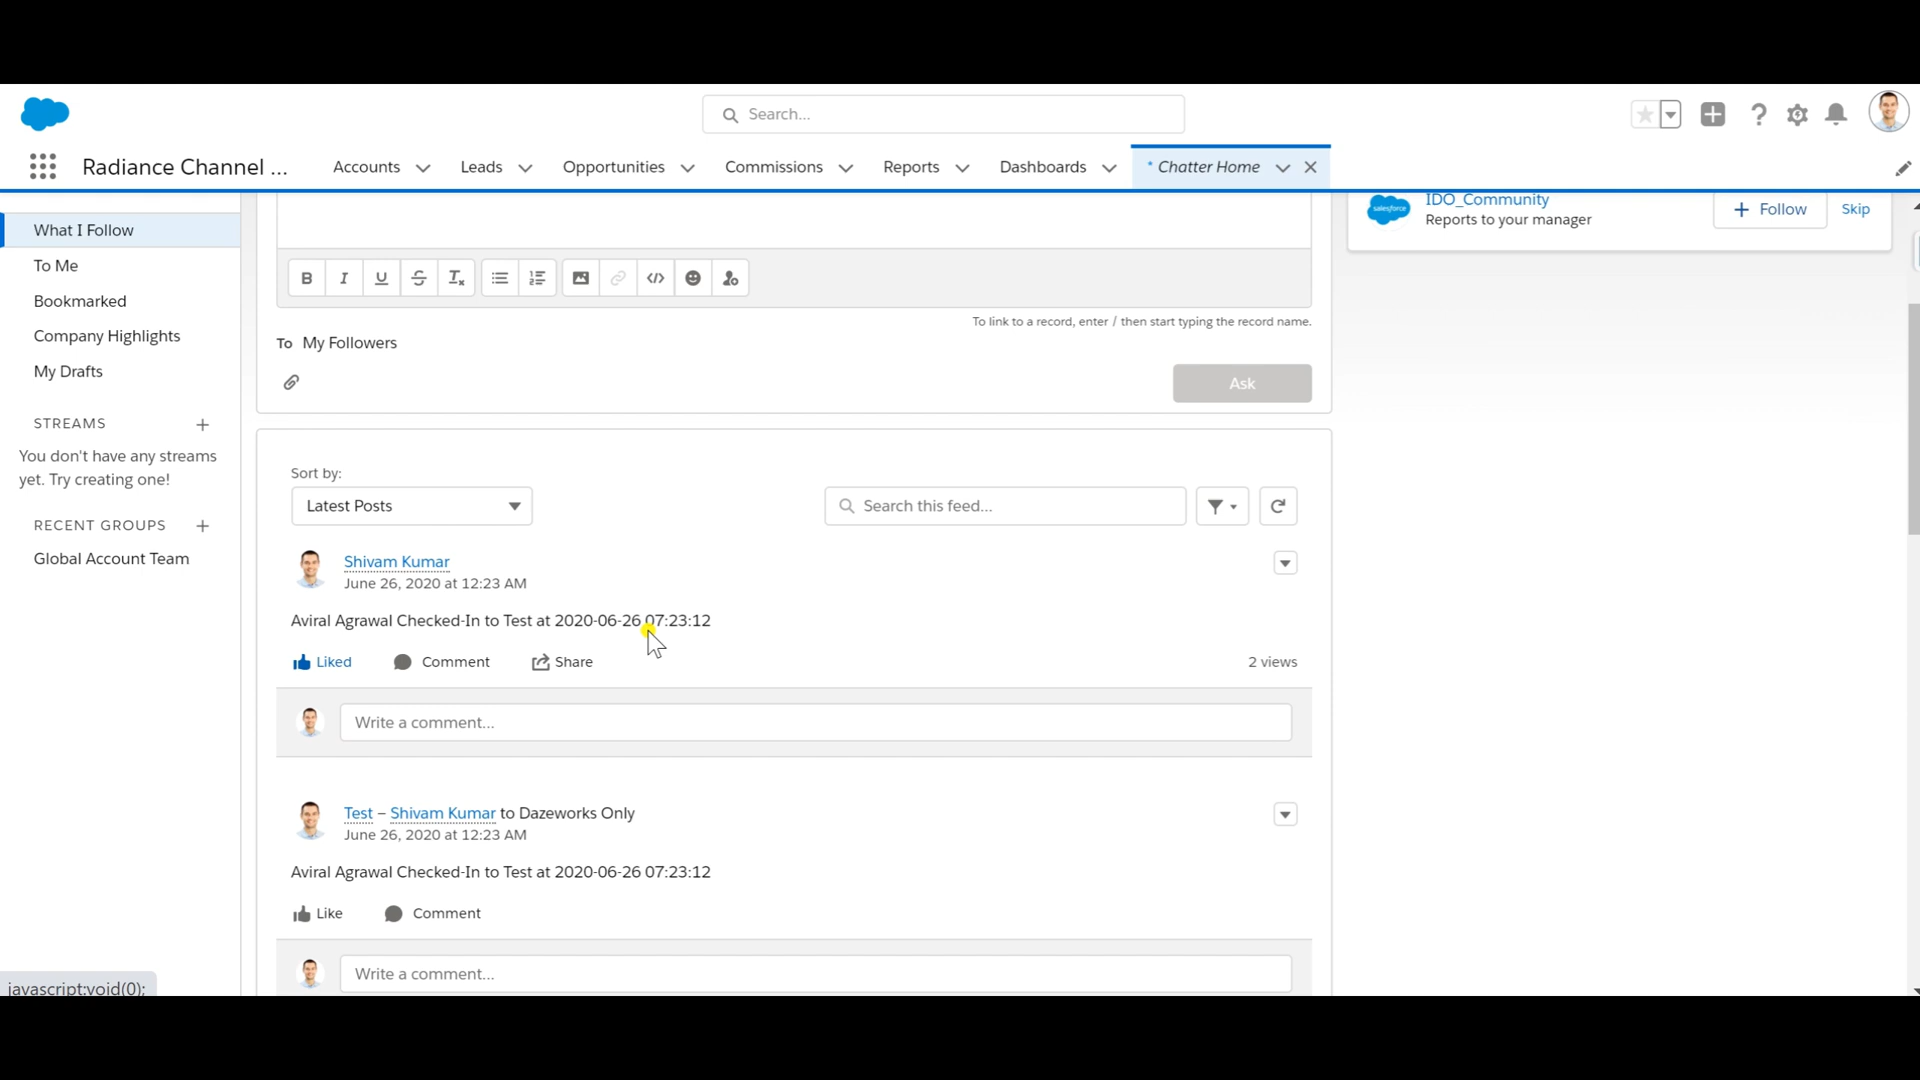 Search...
Radiance Channel ...
Accounts
Leads
Opportunities
Commissions
Reports
Dashboards
* Chatter Home
What I Follow
To Me
Bookmarked
Company Highlights
My Drafts
STREAMS
You don't have any streams
yet. Try creating one!
RECENT GROUPS
Global Account Team
To link to a record, enter / then start typing the record name.
To My Followers
Ask
Sort by:
Latest Posts
Search this feed...
Shivam Kumar
June 26, 2020 at 12:23 AM
Aviral Agrawal Checked-In to Test at 2020-06-26 07:23:12
Liked
Comment
Share
2 views
Write a comment...
Test – Shivam Kumar to Dazeworks Only
June 26, 2020 at 12:23 AM
Aviral Agrawal Checked-In to Test at 2020-06-26 07:23:12
Like
Comment
Write a comment...
salesforce
IDO_Community
Reports to your manager
+ Follow
Skip
javascript:void(0);